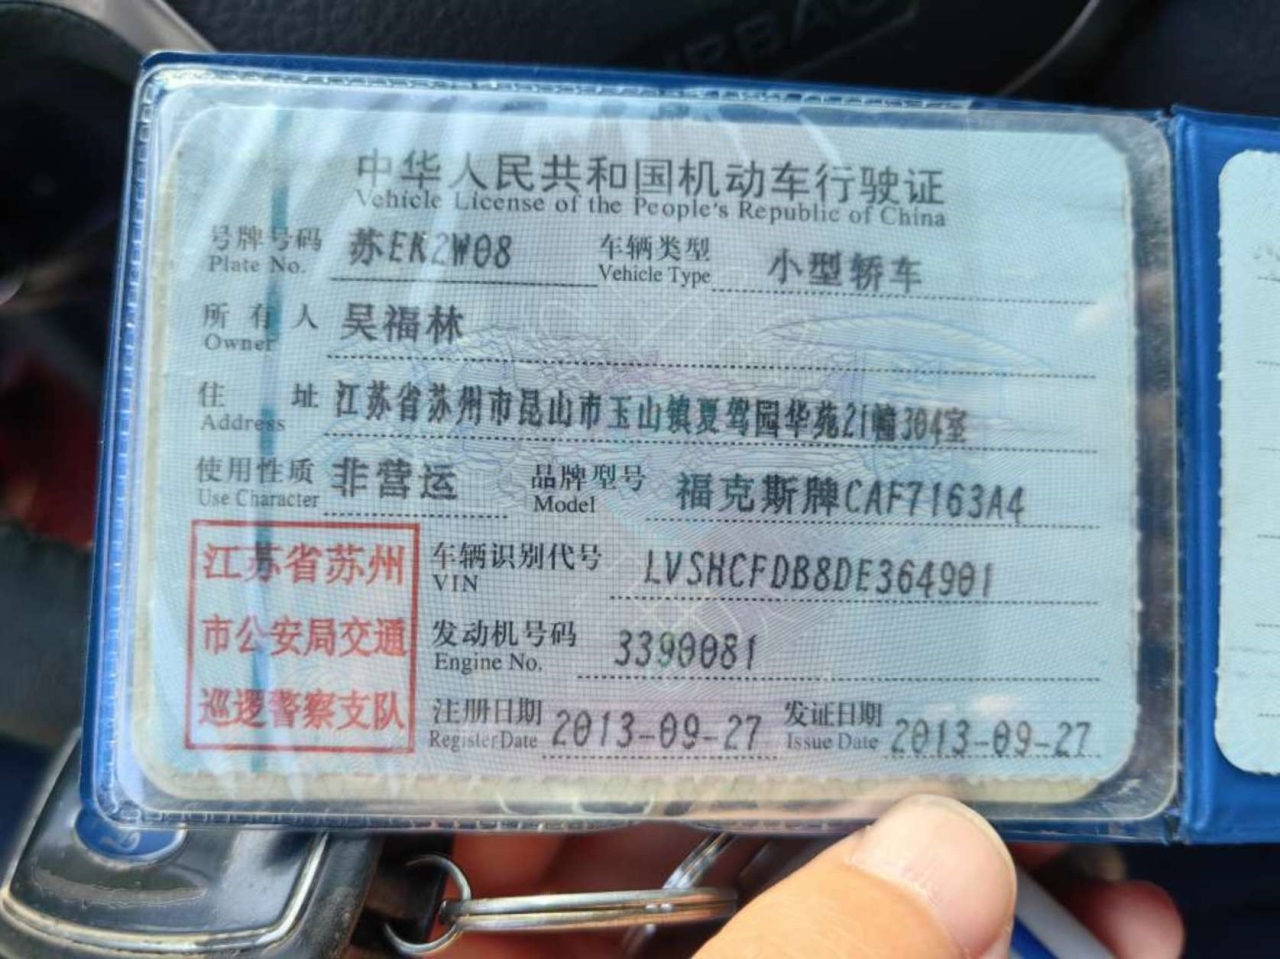 中华人民共和国机动车行驶证
Vehicle License of the People's Republic of China
号牌号码 苏EK2W08 车辆类型 小型轿车
Plate No. Vehicle Type
所有人 吴福林
Owner
住址 江苏省苏州市昆山市玉山镇夏驾园华苑21幢304室
Address
使用性质 非营运 品牌型号 福克斯牌CAF7163A4
Use Character Model
江苏省苏州
市公安局交通
巡逻警察支队
车辆识别代号 LVSHCFDB8DE364901
VIN
发动机号码 3390081
Engine No.
注册日期 2013-09-27 发证日期 2013-09-27
Register Date Issue Date